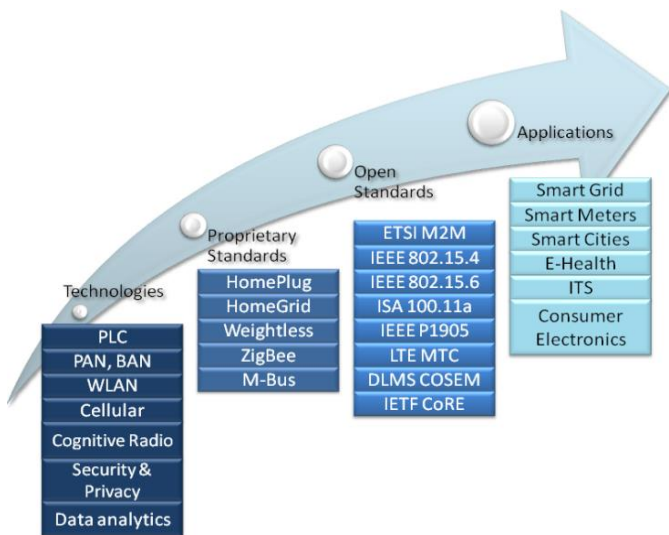 Technologies
PLC
PAN, BAN
WLAN
Cellular
Cognitive Radio
Security &
Privacy
Data analytics
Proprietary
Standards
HomePlug
HomeGrid
Weightless
ZigBee
M-Bus
Open
Standards
ETSI M2M
IEEE 802.15.4
IEEE 802.15.6
ISA 100.11a
IEEE P1905
LTE MTC
DLMS COSEM
IETF CoRE
Applications
Smart Grid
Smart Meters
Smart Cities
E-Health
ITS
Consumer
Electronics